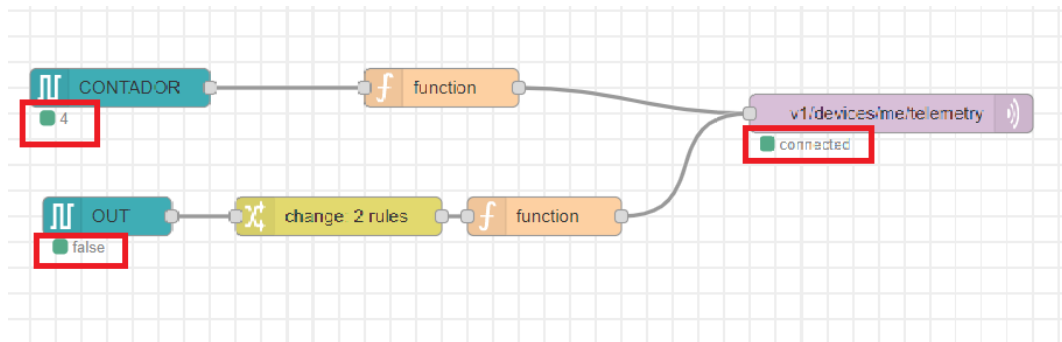 CONTADOR
function
4
v1/devices/me/telemetry
connected
OUT
change: 2 rules
function
false